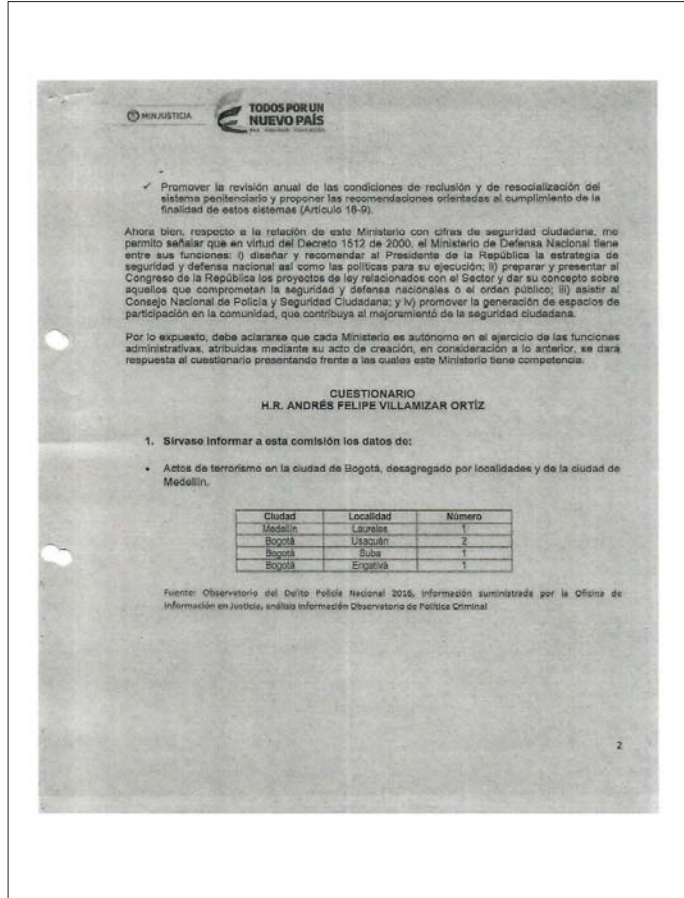 MINJUSTICIA
TODOS POR UN
NUEVO PAÍS
PAZ EQUIDAD EDUCACIÓN
✓ Promover la revisión anual de las condiciones de reclusión y de resocialización del
sistema penitenciario y proponer las recomendaciones orientadas al cumplimiento de la
finalidad de estos sistemas (Artículo 18-9).
Ahora bien, respecto a la relación de este Ministerio con cifras de seguridad ciudadana, me
permito señalar que en virtud del Decreto 1512 de 2000, el Ministerio de Defensa Nacional tiene
entre sus funciones: i) diseñar y recomendar al Presidente de la República la estrategia de
seguridad y defensa nacional así como las políticas para su ejecución; ii) preparar y presentar al
Congreso de la República los proyectos de ley relacionados con el Sector y dar su concepto sobre
aquellos que comprometan la seguridad y defensa nacionales o el orden público; iii) asistir al
Consejo Nacional de Policía y Seguridad Ciudadana; y iv) promover la generación de espacios de
participación en la comunidad, que contribuya al mejoramiento de la seguridad ciudadana.
Por lo expuesto, debe aclararse que cada Ministerio es autónomo en el ejercicio de las funciones
administrativas, atribuidas mediante su acto de creación, en consideración a lo anterior, se dará
respuesta al cuestionario presentando frente a las cuales este Ministerio tiene competencia.
CUESTIONARIO
H.R. ANDRÉS FELIPE VILLAMIZAR ORTÍZ
1. Sírvase informar a esta comisión los datos de:
• Actos de terrorismo en la ciudad de Bogotá, desagregado por localidades y de la ciudad de
Medellín.
Ciudad Localidad Número
Medellín Laureles 1
Bogotá Usaquén 2
Bogotá Suba 1
Bogotá Engativá 1
Fuente: Observatorio del Delito Policía Nacional 2016, información suministrada por la Oficina de
Información en Justicia, análisis información Observatorio de Política Criminal
2